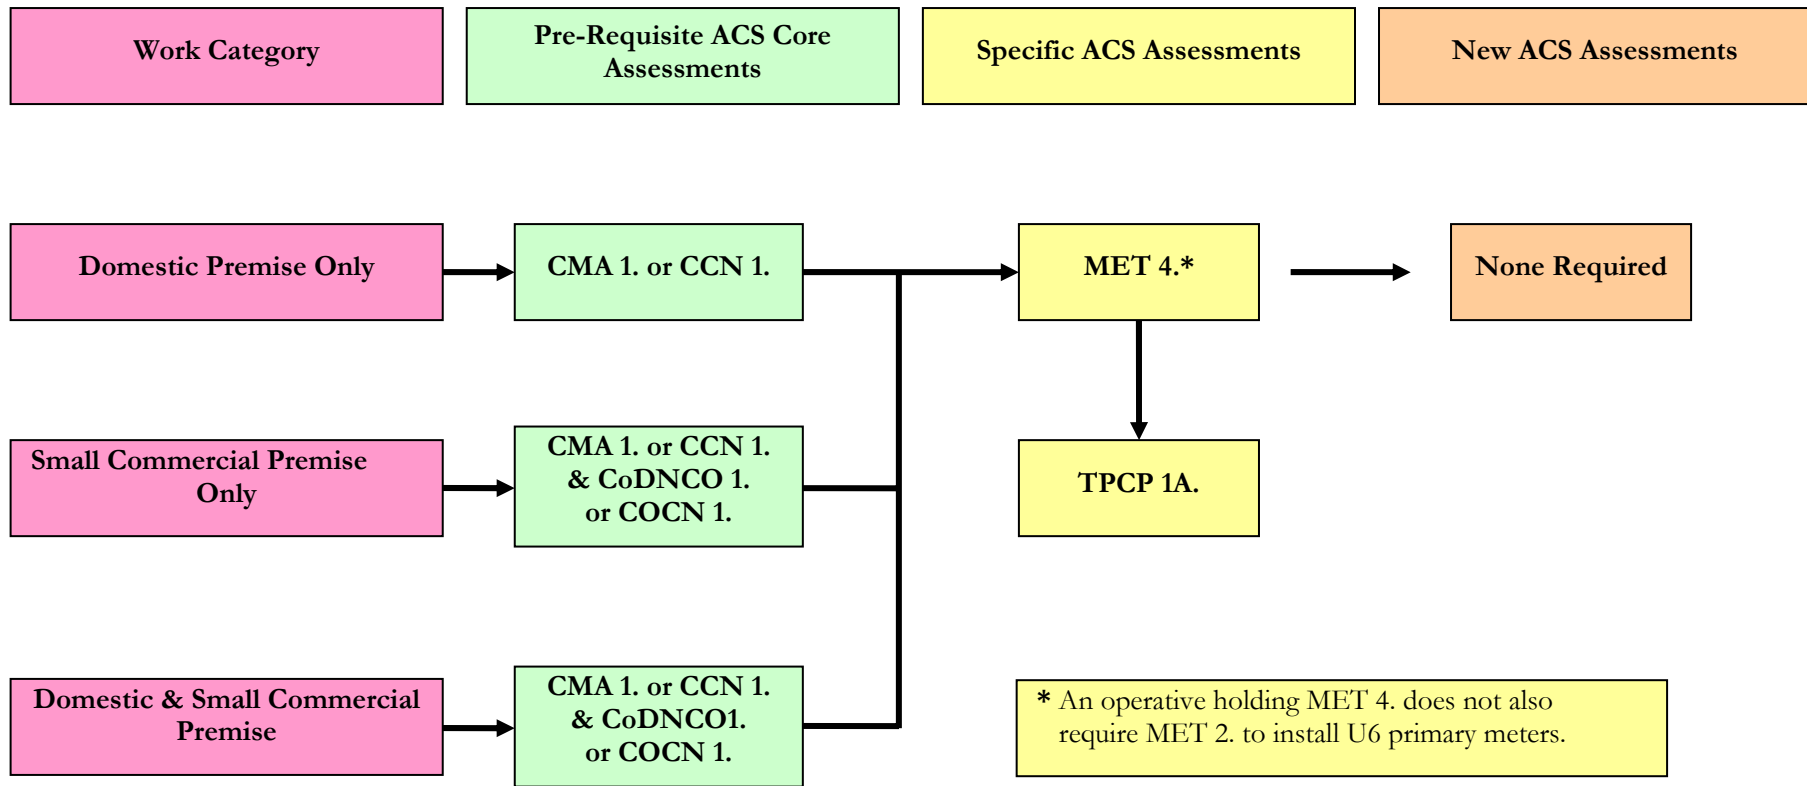 Work Category
Pre-Requisite ACS Core
Assessments
Specific ACS Assessments
New ACS Assessments
Domestic Premise Only
CMA 1. or CCN 1.
MET 4.*
None Required
Small Commercial Premise
Only
CMA 1. or CCN 1.
& CoDNCO 1.
or COCN 1.
TPCP 1A.
Domestic & Small Commercial
Premise
CMA 1. or CCN 1.
& CoDNCO1.
or COCN 1.
* An operative holding MET 4. does not also
require MET 2. to install U6 primary meters.